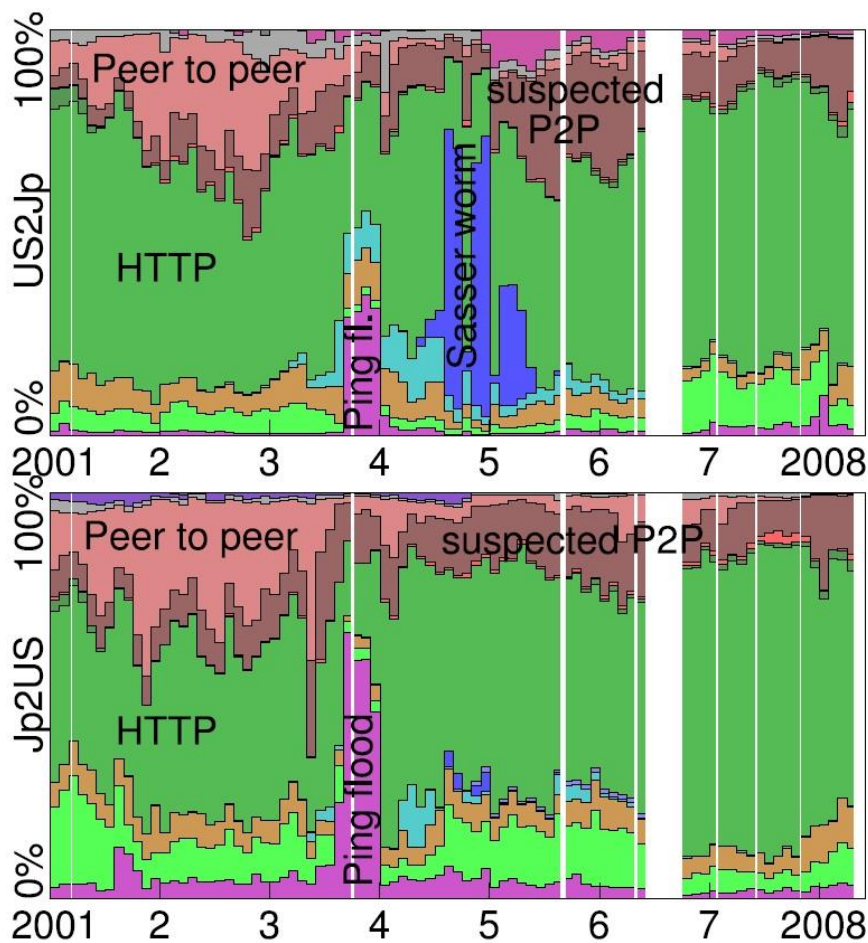 100%
Peer to peer
suspected
P2P
US2Jp
HTTP
Sasser worm
Ping fl.
0%
2001 2 3 4 5 6 7 2008
100%
Peer to peer
suspected P2P
Jp2US
HTTP
Ping flood
0%
2001 2 3 4 5 6 7 2008